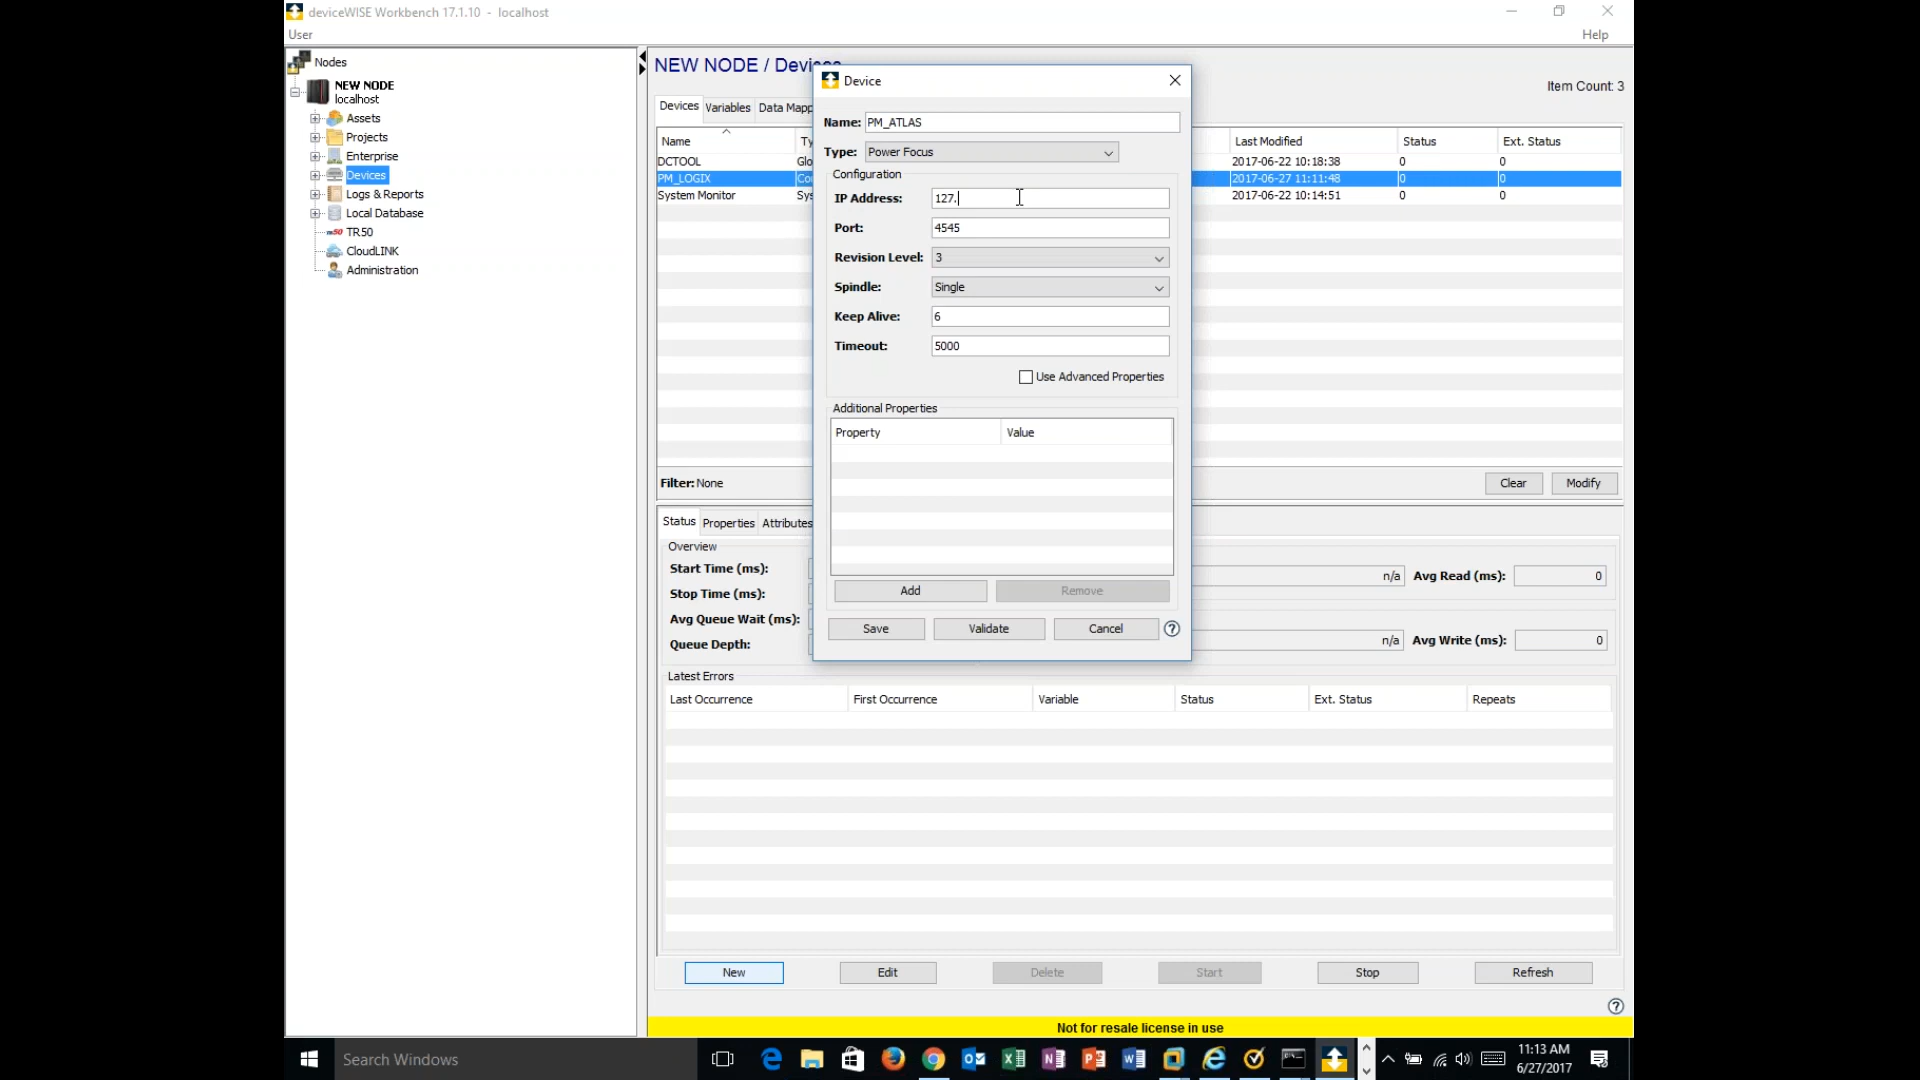 deviceWISE Workbench 17.1.10 - localhost
User
Help
Nodes
NEW NODE
localhost
Assets
Projects
Enterprise
Devices
Logs & Reports
Local Database
TR50
CloudLINK
Administration
NEW NODE / Devices
Item Count: 3
Devices Variables Data Mapp
Name Ty Last Modified Status Ext. Status
DCTOOL Glo 2017-06-22 10:18:38 0 0
PM_LOGIX Co 2017-06-27 11:11:48 0 0
System Monitor Sys 2017-06-22 10:14:51 0 0
Filter: None
Clear
Modify
Device
Name: PM_ATLAS
Type: Power Focus
Configuration
IP Address: 127.
Port: 4545
Revision Level: 3
Spindle: Single
Keep Alive: 6
Timeout: 5000
Use Advanced Properties
Additional Properties
Property Value
Add
Remove
Save
Validate
Cancel
Status Properties Attributes
Overview
Start Time (ms):
Stop Time (ms):
Avg Queue Wait (ms):
Queue Depth:
n/a Avg Read (ms): 0
n/a Avg Write (ms): 0
Latest Errors
Last Occurrence First Occurrence Variable Status Ext. Status Repeats
New
Edit
Delete
Start
Stop
Refresh
Not for resale license in use
Search Windows
11:13 AM
6/27/2017